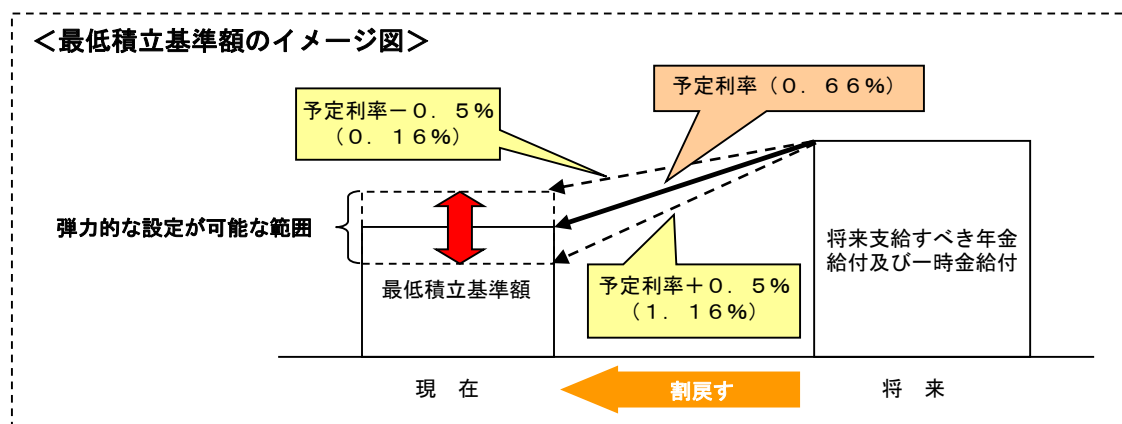 ＜最低積立基準額のイメージ図＞
予定利率（０．６６%）
予定利率－０．５%
（０．１６%）
弾力的な設定が可能な範囲
将来支給すべき年金
給付及び一時金給付
最低積立基準額
予定利率＋０．５%
（１．１６%）
現　在
割戻す
将　来